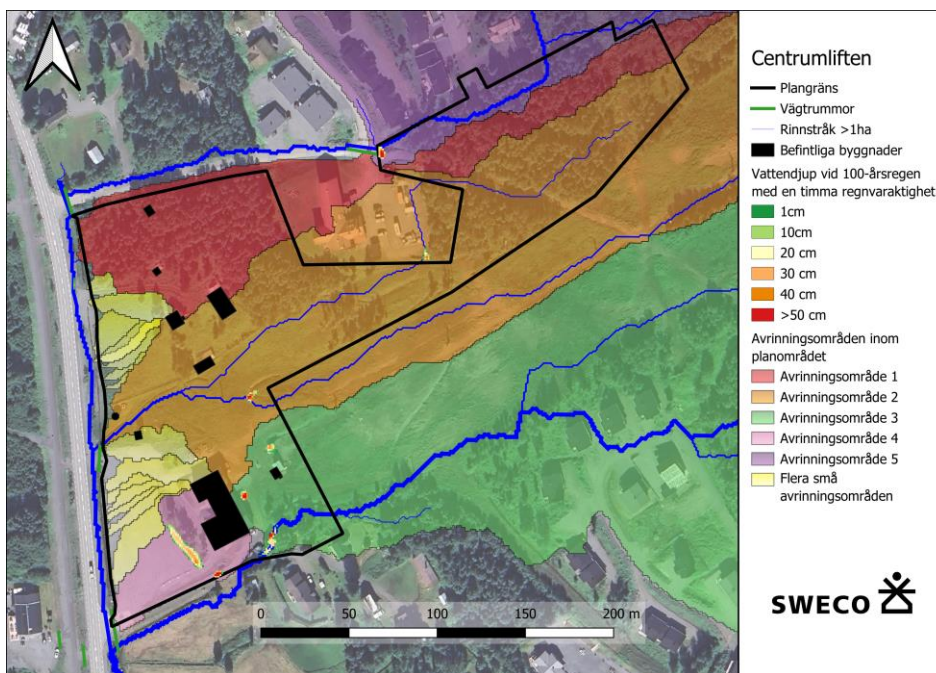 Centrumliften
Plangräns
Vägtrummor
Rinnstråk >1ha
Befintliga byggnader
Vattendjup vid 100-årsregen
med en timma regnvaraktighet
1cm
10cm
20 cm
30 cm
40 cm
>50 cm
Avrinningsområden inom
planområdet
Avrinningsområde 1
Avrinningsområde 2
Avrinningsområde 3
Avrinningsområde 4
Avrinningsområde 5
Flera små
avrinningsområden
0 50 100 150 200 m
SWECO